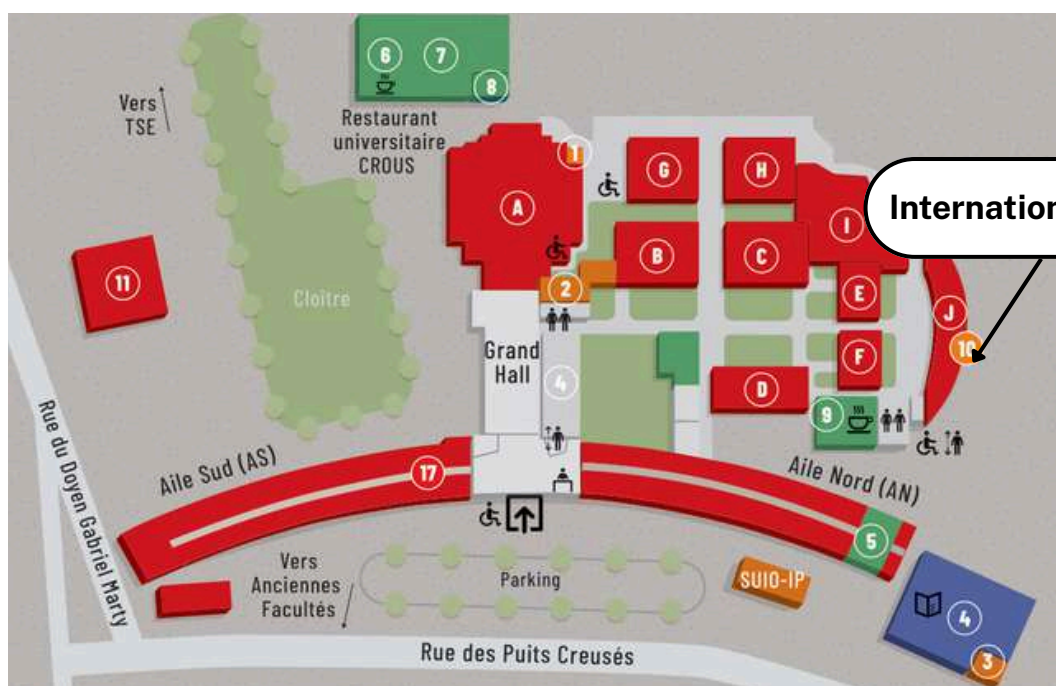 6
7
8
Vers
TSE
Restaurant
universitaire
CROUS
1
G
H
A
I
Internation
B
C
11
2
E
Cloître
J
Grand
Hall
4
F
10
D
9
Rue du Doyen Gabriel Marty
Aile Sud (AS)
17
Aile Nord (AN)
5
Vers
Anciennes
Facultés
Parking
SUIO-IP
4
3
Rue des Puits Creusés